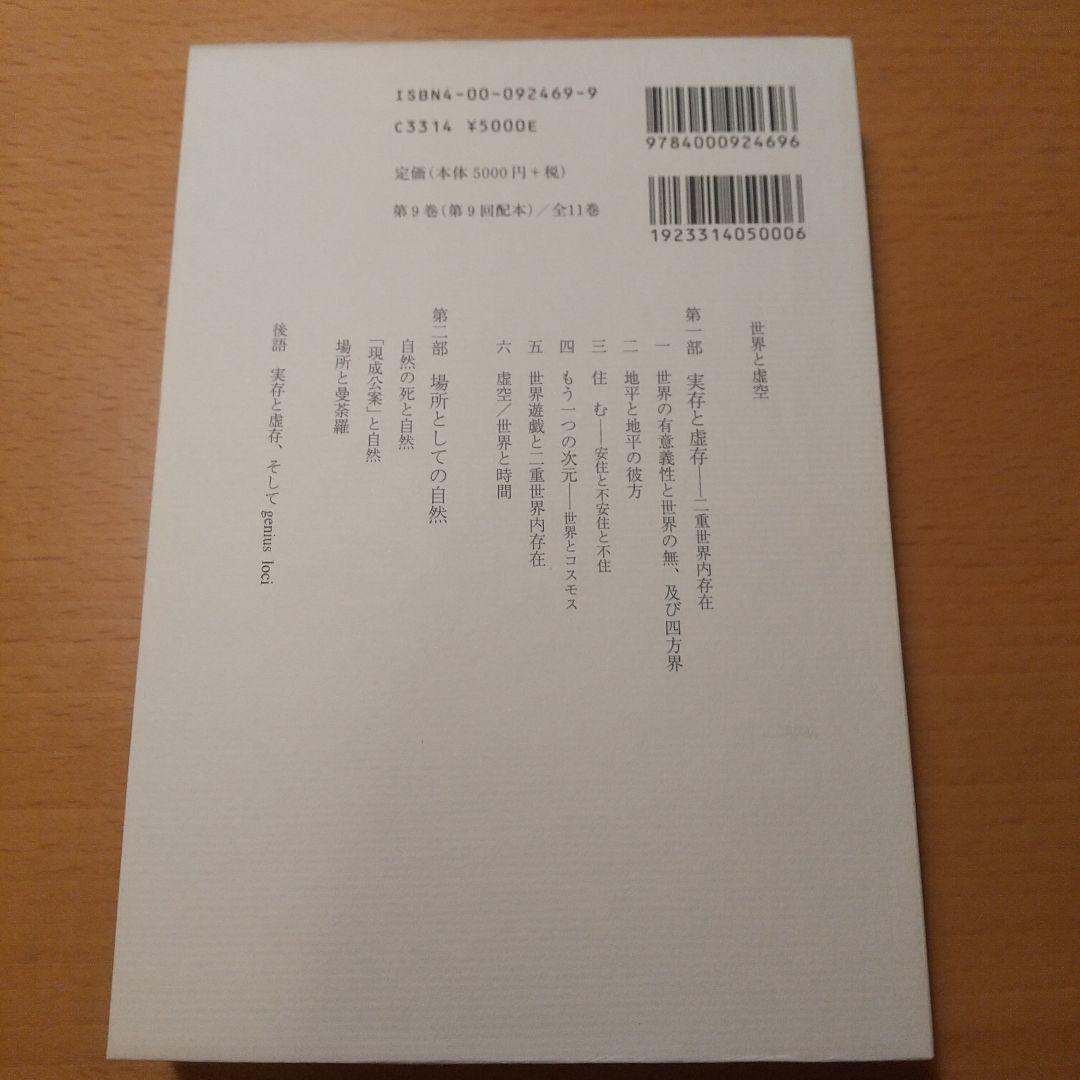 ISBN4-00-092469-9
C3314 ¥5000E
定価(本体5000円+税)
第9巻(第9回配本)/全11巻
9784000924696
1923314050006
世界と虚空
第一部 実存と虚存——二重世界内存在
一 世界の有意義性と世界の無、及び四方界
二 地平と地平の彼方
三 住 む——安住と不安住と不住
四 もう一つの次元——世界とコスモス
五 世界遊戯と二重世界内存在
六 虚空/世界と時間
第二部 場所としての自然
自然の死と自然
「現成公案」と自然
場所と曼荼羅
後語 実存と虚存、そして genius loci